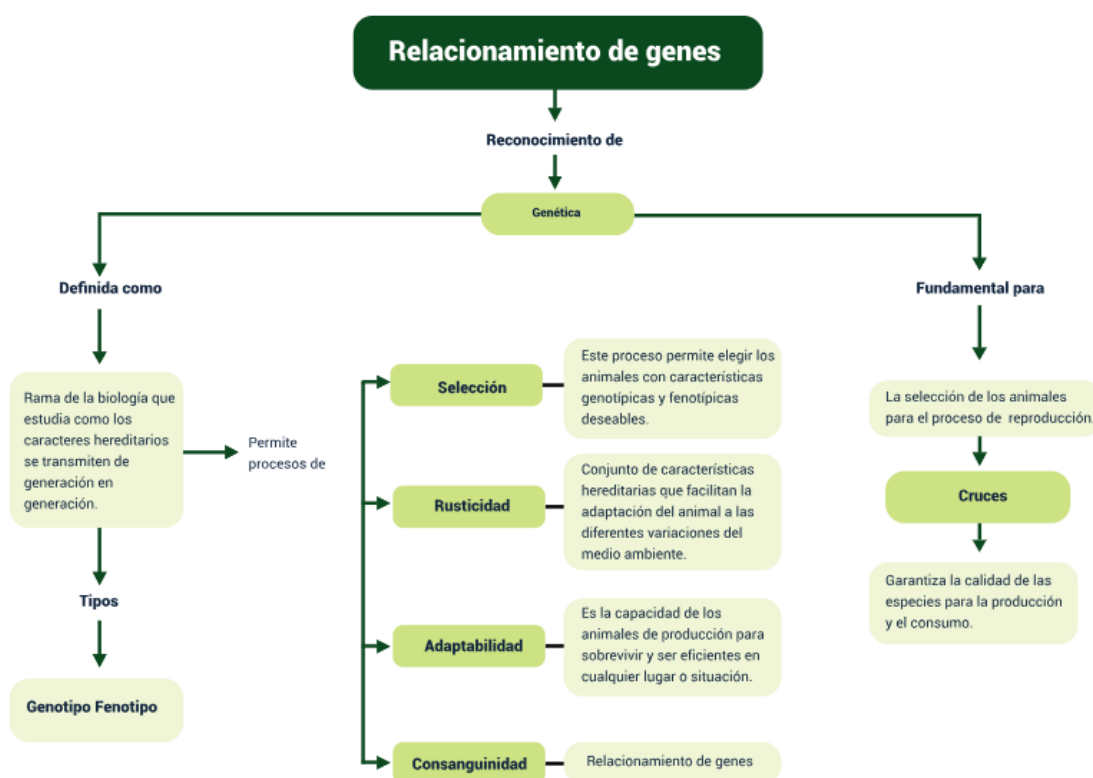 Relacionamiento de genes
Reconocimiento de
Genética
Definida como
Rama de la biología que
estudia como los
caracteres hereditarios
se transmiten de
generación en
generación.
Tipos
Genotipo Fenotipo
Permite
procesos de
Selección
Este proceso permite elegir los
animales con características
genotípicas y fenotípicas
deseables.
Rusticidad
Conjunto de características
hereditarias que facilitan la
adaptación del animal a las
diferentes variaciones del
medio ambiente.
Adaptabilidad
Es la capacidad de los
animales de producción para
sobrevivir y ser eficientes en
cualquier lugar o situación.
Consanguinidad
Relacionamiento de genes
Fundamental para
La selección de los animales
para el proceso de reproducción.
Cruces
Garantiza la calidad de las
especies para la producción
y el consumo.